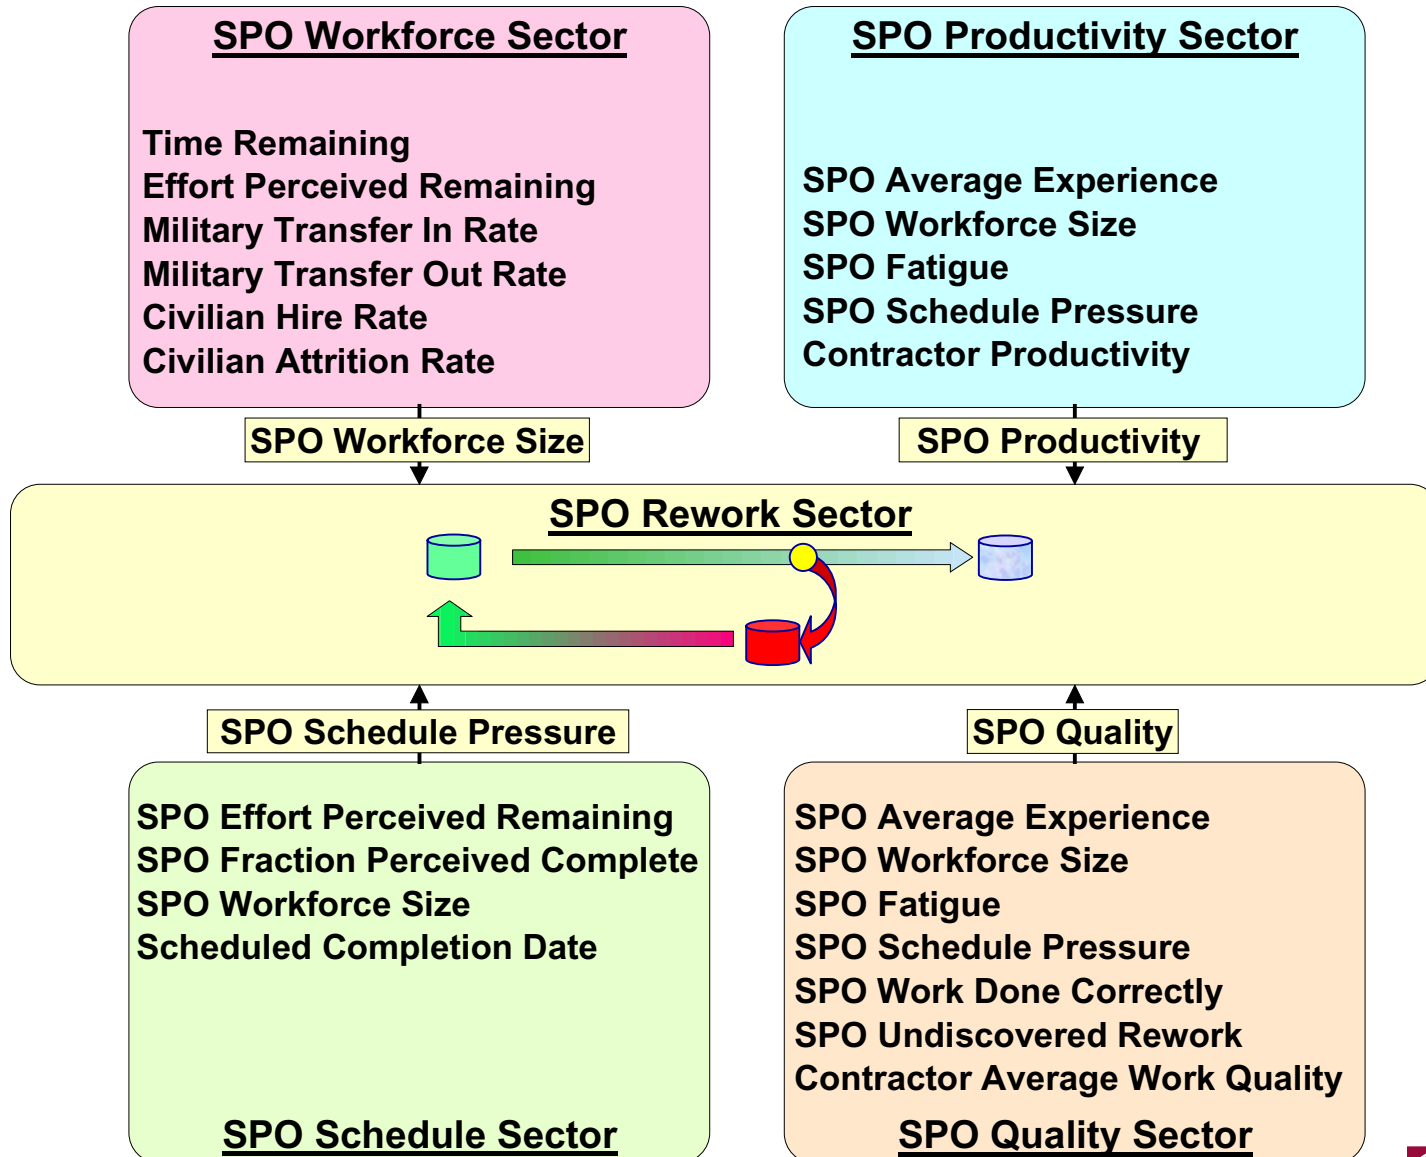 SPO Workforce Sector
Time Remaining
Effort Perceived Remaining
Military Transfer In Rate
Military Transfer Out Rate
Civilian Hire Rate
Civilian Attrition Rate
SPO Productivity Sector
SPO Average Experience
SPO Workforce Size
SPO Fatigue
SPO Schedule Pressure
Contractor Productivity
SPO Workforce Size
SPO Productivity
SPO Rework Sector
SPO Schedule Pressure
SPO Quality
SPO Effort Perceived Remaining
SPO Fraction Perceived Complete
SPO Workforce Size
Scheduled Completion Date
SPO Schedule Sector
SPO Average Experience
SPO Workforce Size
SPO Fatigue
SPO Schedule Pressure
SPO Work Done Correctly
SPO Undiscovered Rework
Contractor Average Work Quality
SPO Quality Sector